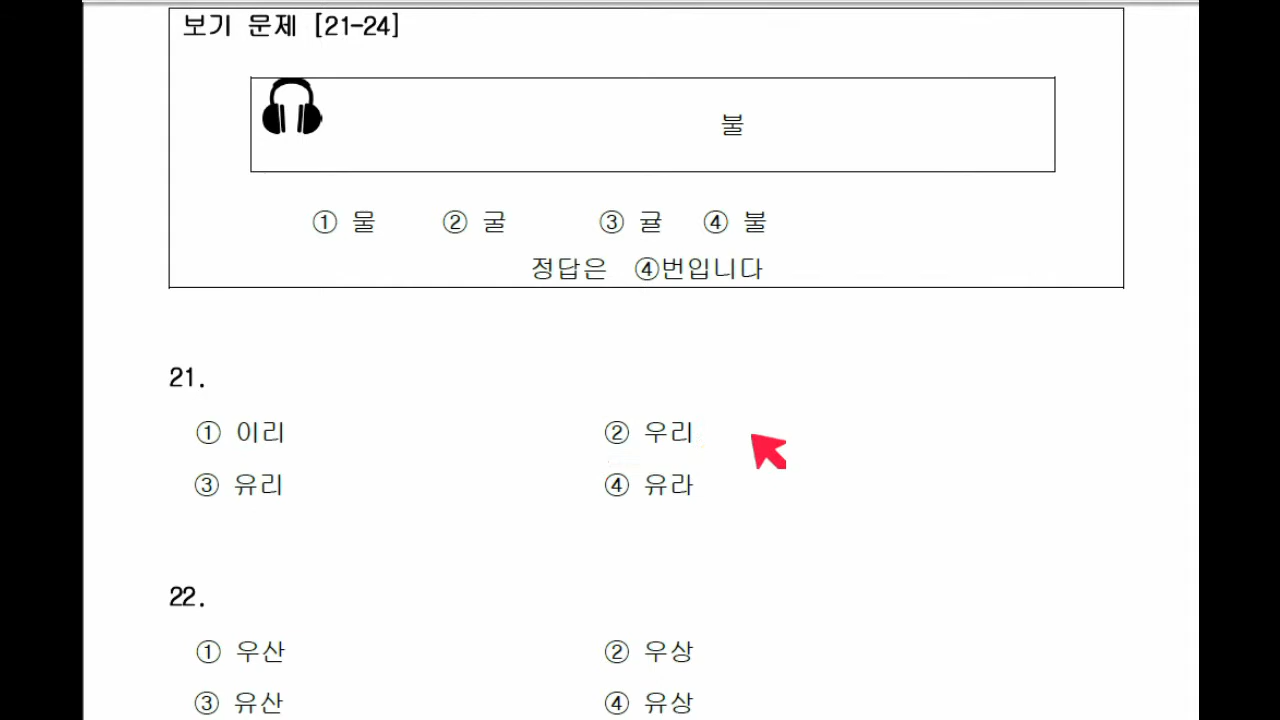 보기 문제 [21-24]
불
① 물 ② 굴 ③ 귤 ④ 불
정답은 ④번입니다
21.
① 이리 ② 우리
③ 유리 ④ 유라
22.
① 우산 ② 우상
③ 유산 ④ 유상